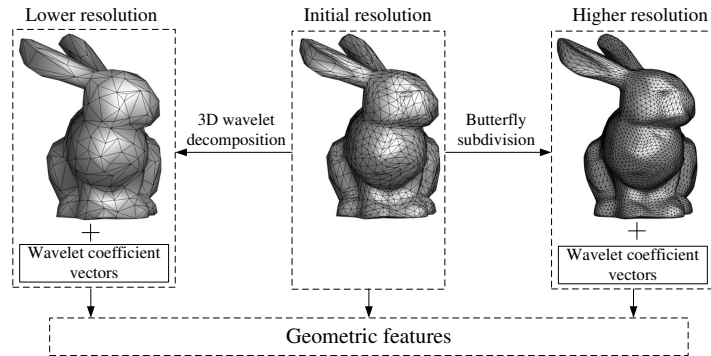 Lower resolution
Initial resolution
Higher resolution
3D wavelet
decomposition
Butterfly
subdivision
+
Wavelet coefficient
vectors
+
Wavelet coefficient
vectors
Geometric features